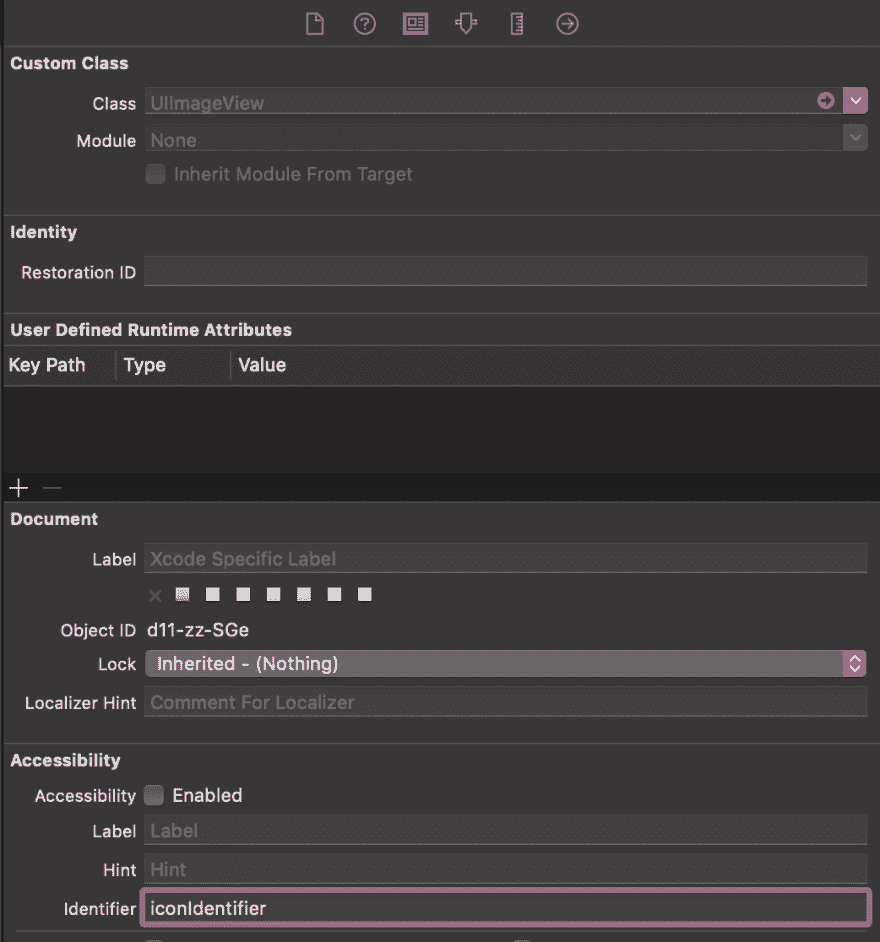 Custom Class
Class UIImageView
Module None
Inherit Module From Target
Identity
Restoration ID
User Defined Runtime Attributes
Key Path Type Value
Document
Label Xcode Specific Label
Object ID d11-zz-SGe
Lock Inherited - (Nothing)
Localizer Hint Comment For Localizer
Accessibility
Accessibility Enabled
Label Label
Hint Hint
Identifier iconIdentifier